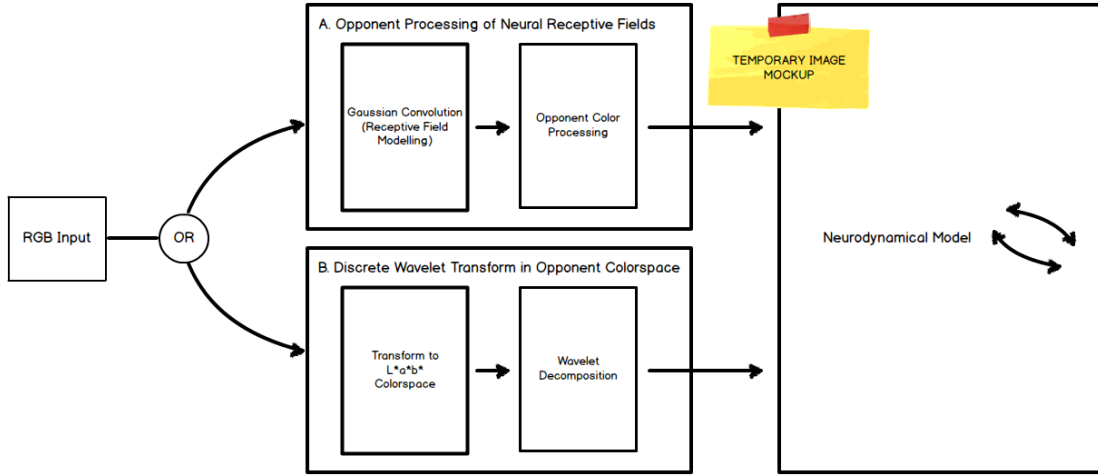 A. Opponent Processing of Neural Receptive Fields
Gaussian Convolution
(Receptive Field
Modelling)
Opponent Color
Processing
TEMPORARY IMAGE
MOCKUP
RGB Input
OR
Neurodynamical Model
B. Discrete Wavelet Transform in Opponent Colorspace
Transform to
L*a*b*
Colorspace
Wavelet
Decomposition